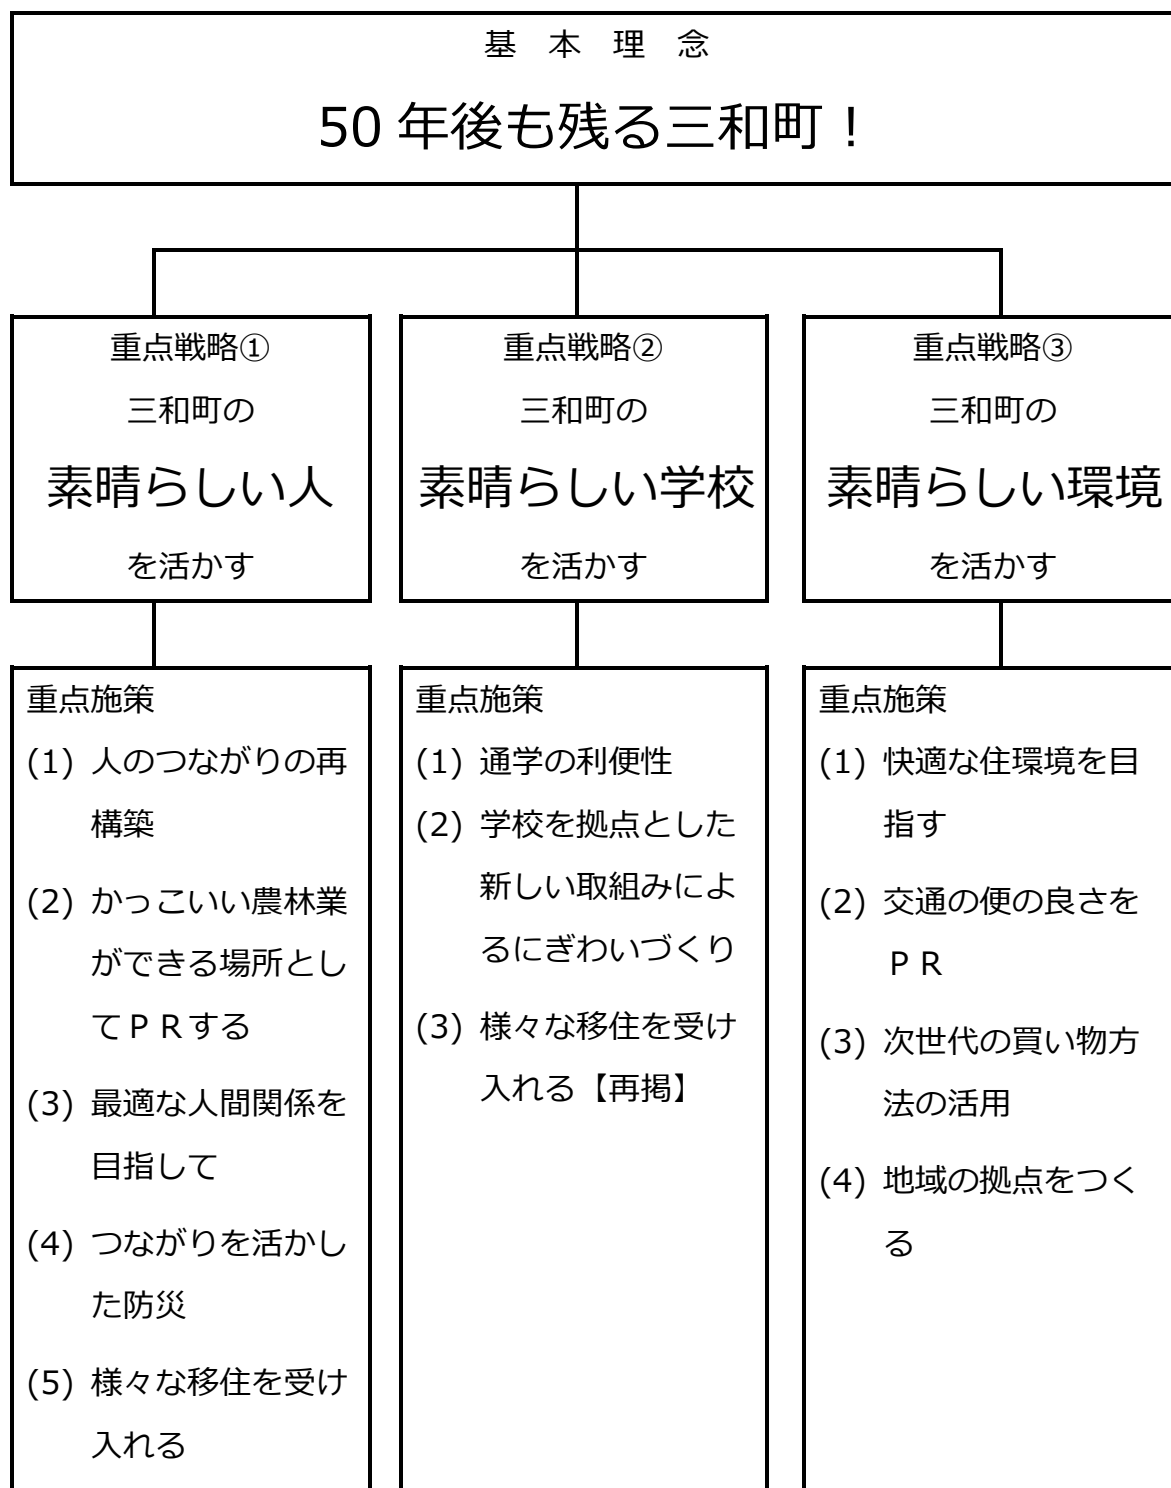 基 本 理 念
50 年後も残る三和町！
重点戦略①
三和町の
素晴らしい人
を活かす
重点戦略②
三和町の
素晴らしい学校
を活かす
重点戦略③
三和町の
素晴らしい環境
を活かす
重点施策
(1) 人のつながりの再
構築
(2) かっこいい農林業
ができる場所とし
てＰＲする
(3) 最適な人間関係を
目指して
(4) つながりを活かし
た防災
(5) 様々な移住を受け
入れる
重点施策
(1) 通学の利便性
(2) 学校を拠点とした
新しい取組みによ
るにぎわいづくり
(3) 様々な移住を受け
入れる【再掲】
重点施策
(1) 快適な住環境を目
指す
(2) 交通の便の良さを
ＰＲ
(3) 次世代の買い物方
法の活用
(4) 地域の拠点をつく
る